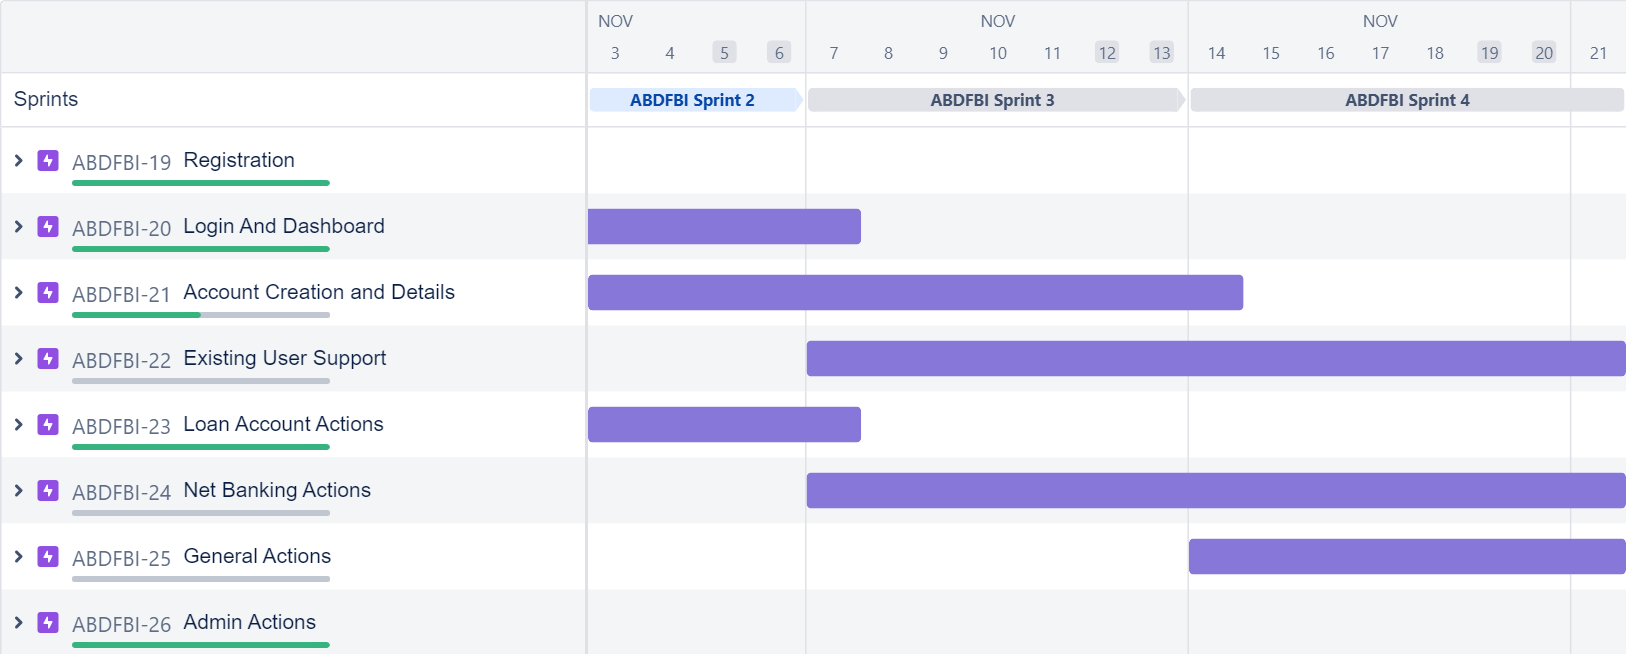 NOV NOV NOV
3 4 5 6 7 8 9 10 11 12 13 14 15 16 17 18 19 20 21
Sprints ABDFBI Sprint 2 ABDFBI Sprint 3 ABDFBI Sprint 4
ABDFBI-19 Registration
ABDFBI-20 Login And Dashboard
ABDFBI-21 Account Creation and Details
ABDFBI-22 Existing User Support
ABDFBI-23 Loan Account Actions
ABDFBI-24 Net Banking Actions
ABDFBI-25 General Actions
ABDFBI-26 Admin Actions